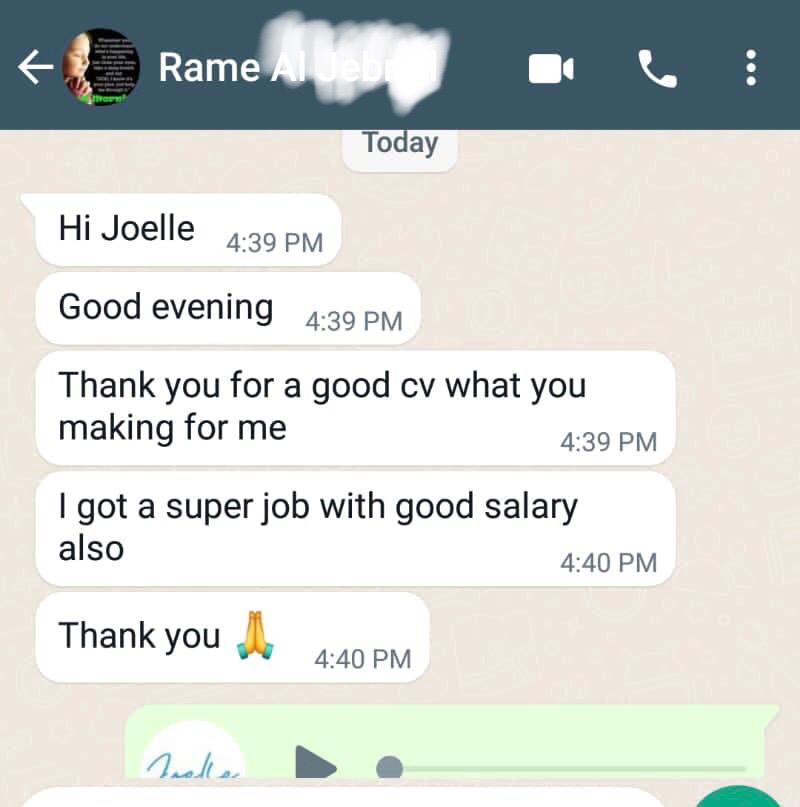 Rame Al
Today
Hi Joelle 4:39 PM
Good evening 4:39 PM
Thank you for a good cv what you
making for me 4:39 PM
I got a super job with good salary
also 4:40 PM
Thank you 🙏 4:40 PM
Joelle